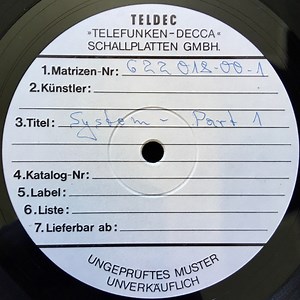 TELDEC
»TELEFUNKEN-DECCA«
SCHALLPLATTEN GMBH.
1. Matrizen-Nr: 622 018-00-1
2. Künstler:
3. Titel: System - Part 1
4. Katalog-Nr:
5. Label:
6. Liste:
7. Lieferbar ab:
UNGEPRÜFTES MUSTER
UNVERKÄUFLICH